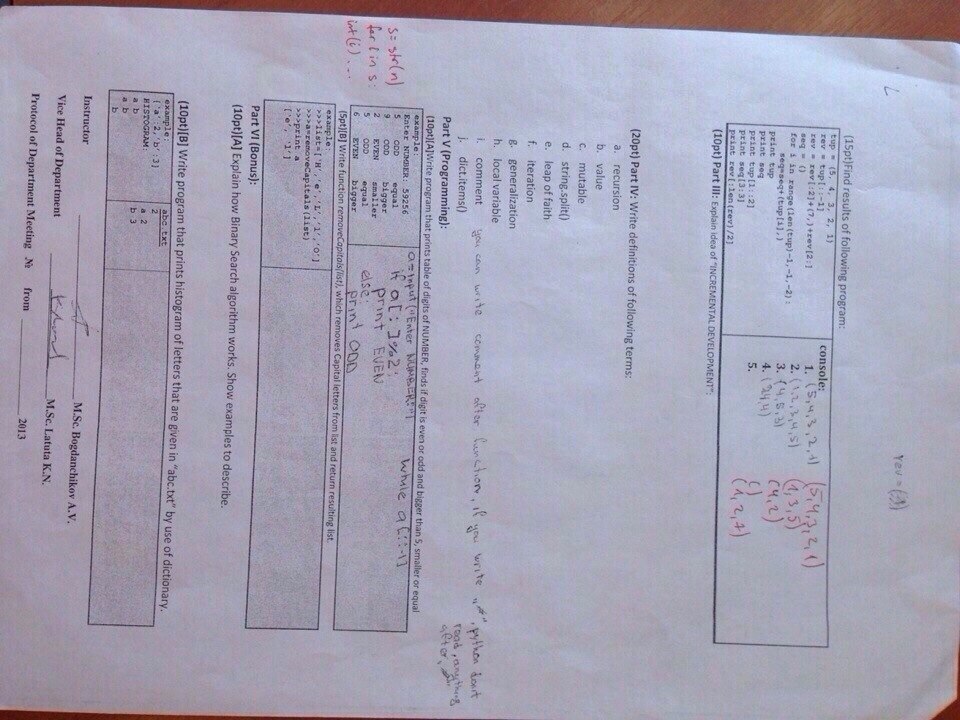 rev = (1)
(15pt)Find results of following program:
tup = (5, 4, 3, 2, 1)
rev = tup[::-1]
rev = rev[:2]+(7,)+rev[2:]
seq = ()
for i in range(len(tup)-1,-1,-2):
seq=seq+(tup[i],)
print tup
print seq
print tup[1::2]
print seq[3:]
print rev[:len(rev)/2]
console:
1. (5,4,3,2,1) (5,4,3,2,1)
2. (1,2,3,4,5) (1,3,5)
3. (4,5,3) (4,2)
4. (2,4,4) ()
5. (1,2,7)
(10pt) Part III: Explain idea of "INCREMENTAL DEVELOPMENT":
(20pt) Part IV: Write definitions of following terms:
a. recursion
b. value
c. mutable
d. string.split()
e. leap of faith
f. iteration
g. generalization
h. local variable
i. comment you can write comment after function, if you write "#", python don't read anything after
j. dict.items()
Part V (Programming):
(10pt)[A]Write program that prints table of digits of NUMBER, finds if digit is even or odd and bigger than 5, smaller or equal
example:
Enter NUMBER: 59256
5 ODD equal
9 ODD bigger
2 EVEN smaller
5 ODD equal
6 EVEN bigger
a=input("Enter NUMBER:") while a[::-1]
if a[:]%2:
print EVEN
else:
print ODD
s = str(n)
for i in s:
int(i) ...
(5pt)[B] Write function removeCapitals(list), which removes Capital letters from list and return resulting list.
example:
>>>list=['H','e','L','l','O']
>>>a=removeCapitals(list)
>>>print a
['e','l']
Part VI (Bonus):
(10pt)[A] Explain how Binary Search algorithm works. Show examples to describe.
(10pt)[B] Write program that prints histogram of letters that are given in "abc.txt" by use of dictionary.
example:
{'a':2,'b':3}
HISTOGRAM:
a b
a b
b
abc.txt
2
a
b 3
Instructor M.Sc. Bogdanchikov A.V.
Vice Head of Department M.Sc. Latuta K.N.
Protocol of Department Meeting № from 2013